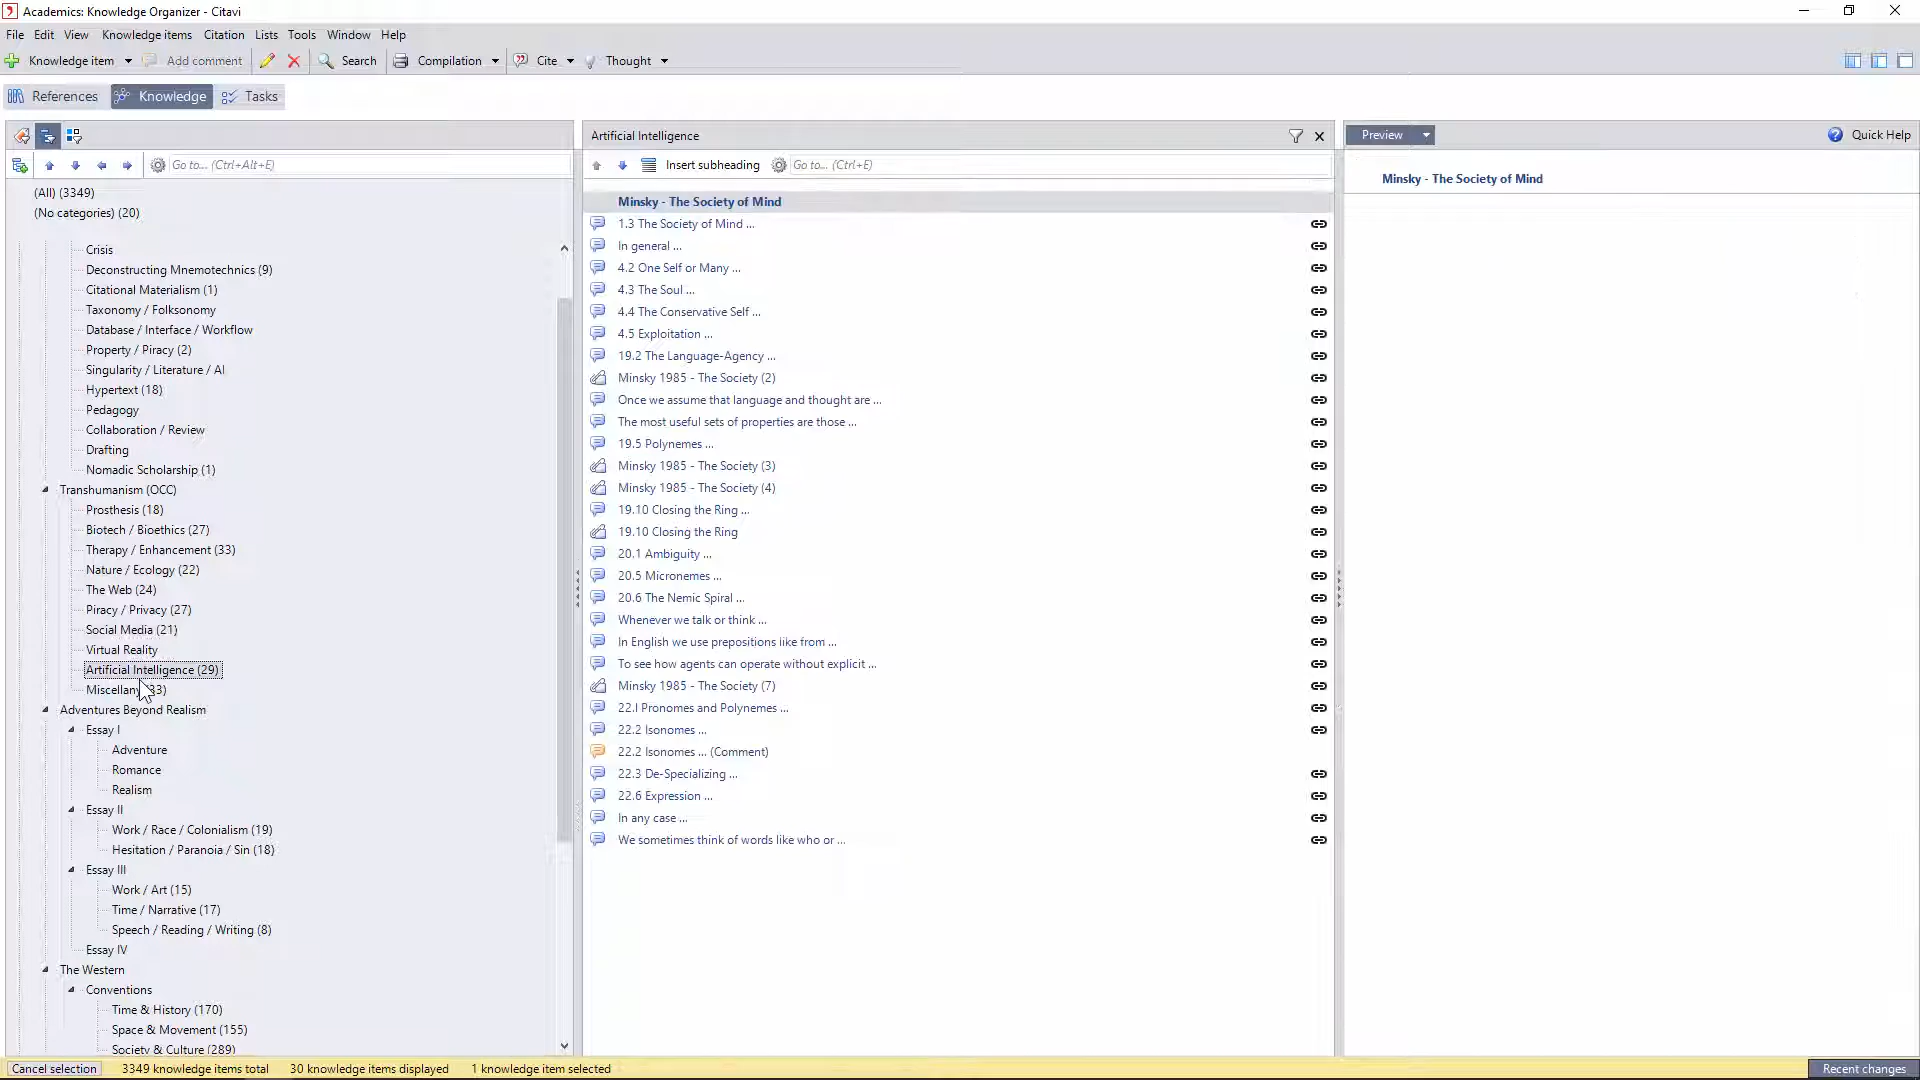 Academics: Knowledge Organizer - Citavi
File Edit View Knowledge items Citation Lists Tools Window Help
Knowledge item Add comment Search Compilation Cite Thought
References Knowledge Tasks
Artificial Intelligence
Preview Quick Help
Go to... (Ctrl+Alt+E)
Insert subheading Go to... (Ctrl+E)
(All) (3349)
(No categories) (20)
Crisis
Deconstructing Mnemotechnics (9)
Citational Materialism (1)
Taxonomy / Folksonomy
Database / Interface / Workflow
Property / Piracy (2)
Singularity / Literature / AI
Hypertext (18)
Pedagogy
Collaboration / Review
Drafting
Nomadic Scholarship (1)
Transhumanism (OCC)
Prosthesis (18)
Biotech / Bioethics (27)
Therapy / Enhancement (33)
Nature / Ecology (22)
The Web (24)
Piracy / Privacy (27)
Social Media (21)
Virtual Reality
Artificial Intelligence (29)
Miscellany 33)
Adventures Beyond Realism
Essay I
Adventure
Romance
Realism
Essay II
Work / Race / Colonialism (19)
Hesitation / Paranoia / Sin (18)
Essay III
Work / Art (15)
Time / Narrative (17)
Speech / Reading / Writing (8)
Essay IV
The Western
Conventions
Time & History (170)
Space & Movement (155)
Society & Culture (289)
Minsky - The Society of Mind
1.3 The Society of Mind ...
In general ...
4.2 One Self or Many ...
4.3 The Soul ...
4.4 The Conservative Self ...
4.5 Exploitation ...
19.2 The Language-Agency ...
Minsky 1985 - The Society (2)
Once we assume that language and thought are ...
The most useful sets of properties are those ...
19.5 Polynemes ...
Minsky 1985 - The Society (3)
Minsky 1985 - The Society (4)
19.10 Closing the Ring ...
19.10 Closing the Ring
20.1 Ambiguity ...
20.5 Micronemes ...
20.6 The Nemic Spiral ...
Whenever we talk or think ...
In English we use prepositions like from ...
To see how agents can operate without explicit ...
Minsky 1985 - The Society (7)
22.I Pronomes and Polynemes ...
22.2 Isonomes ...
22.2 Isonomes ... (Comment)
22.3 De-Specializing ...
22.6 Expression ...
In any case ...
We sometimes think of words like who or ...
Minsky - The Society of Mind
Cancel selection 3349 knowledge items total 30 knowledge items displayed 1 knowledge item selected Recent changes